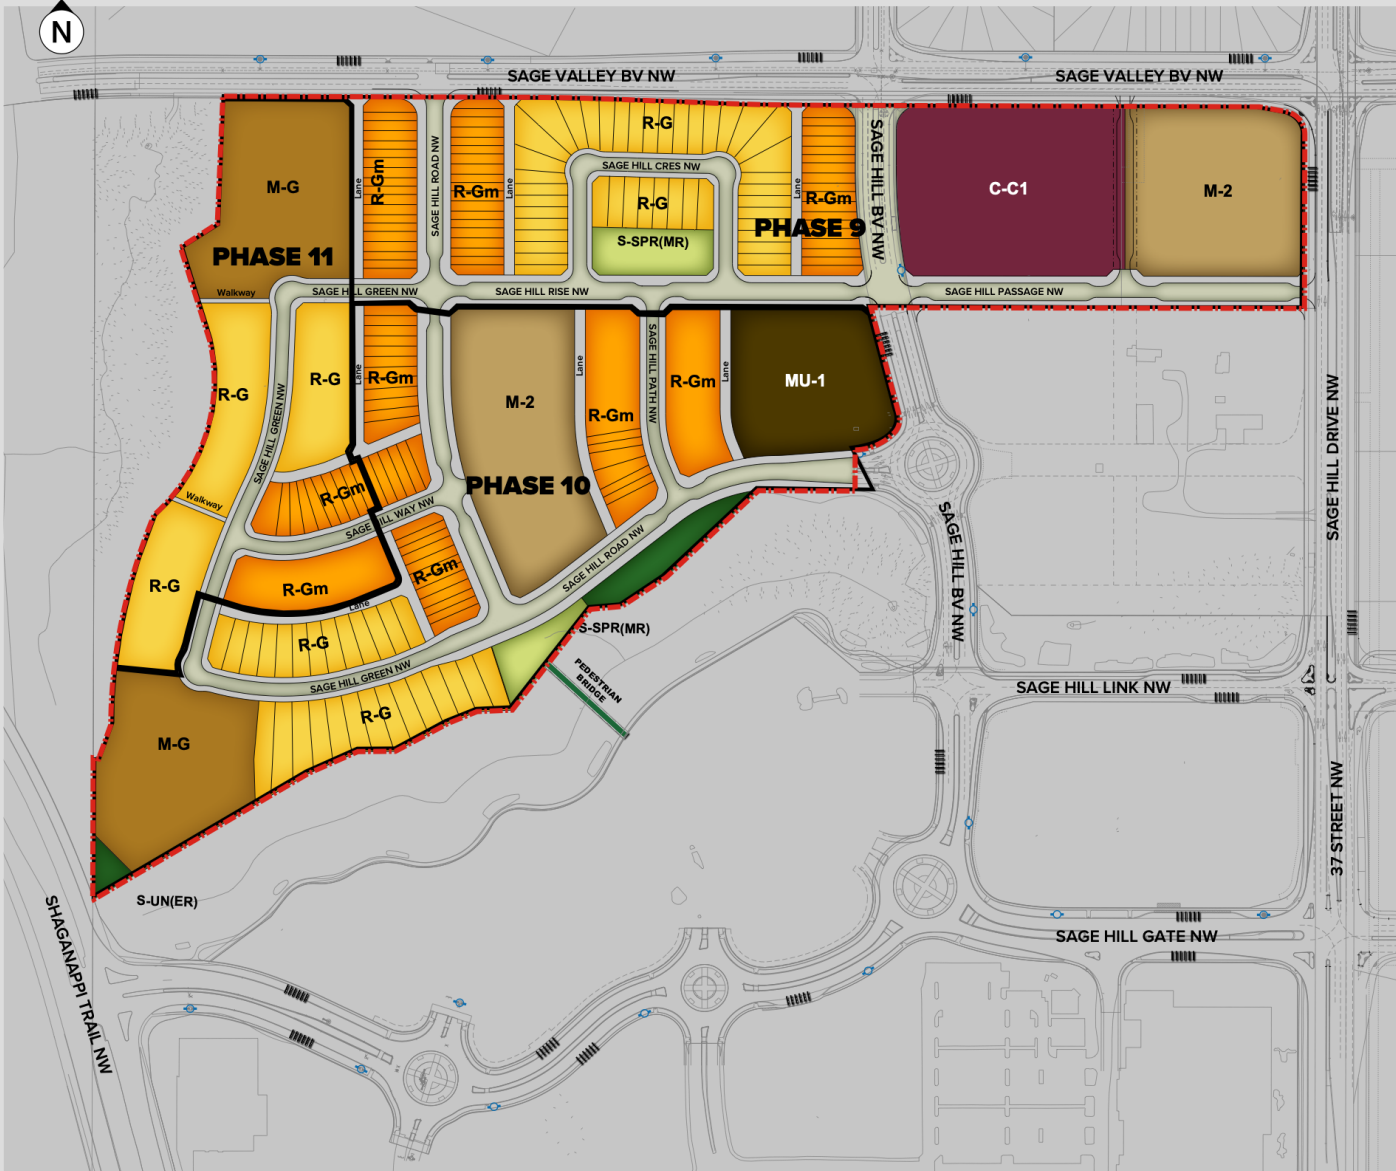 N
SAGE VALLEY BV NW
SAGE VALLEY BV NW
M-G
Lane
R-Gm
SAGE HILL ROAD NW
R-Gm
Lane
R-G
SAGE HILL CRES NW
R-G
S-SPR(MR)
Lane
R-Gm
PHASE 9
SAGE HILL BV NW
C-C1
M-2
PHASE 11
Walkway
SAGE HILL GREEN NW
SAGE HILL RISE NW
SAGE HILL PASSAGE NW
R-G
SAGE HILL GREEN NW
R-G
Lane
R-Gm
M-2
Lane
R-Gm
SAGE HILL PATH NW
R-Gm
Lane
MU-1
SAGE HILL DRIVE NW
Walkway
R-Gm
SAGE HILL WAY NW
PHASE 10
R-G
R-Gm
Lane
R-Gm
SAGE HILL ROAD NW
SAGE HILL BV NW
R-G
S-SPR(MR)
SAGE HILL GREEN NW
PEDESTRIAN
BRIDGE
SAGE HILL LINK NW
R-G
M-G
37 STREET NW
S-UN(ER)
SHAGANAPPI TRAIL NW
SAGE HILL GATE NW